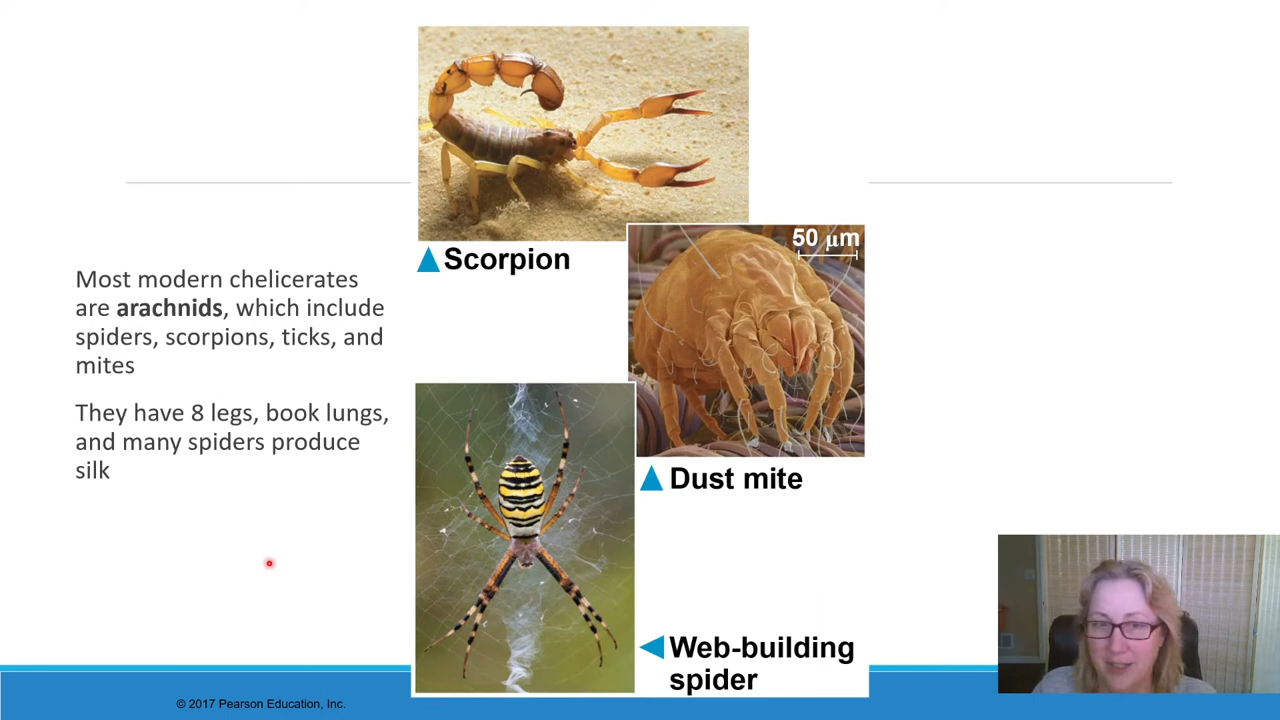 Most modern chelicerates
are arachnids, which include
spiders, scorpions, ticks, and
mites
They have 8 legs, book lungs,
and many spiders produce
silk
Scorpion
50 μm
Dust mite
Web-building
spider
© 2017 Pearson Education, Inc.